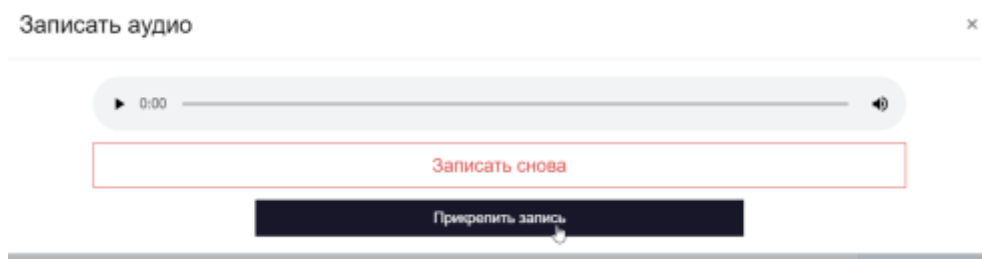 Записать аудио
×
0:00
Записать снова
Прикрепить запись